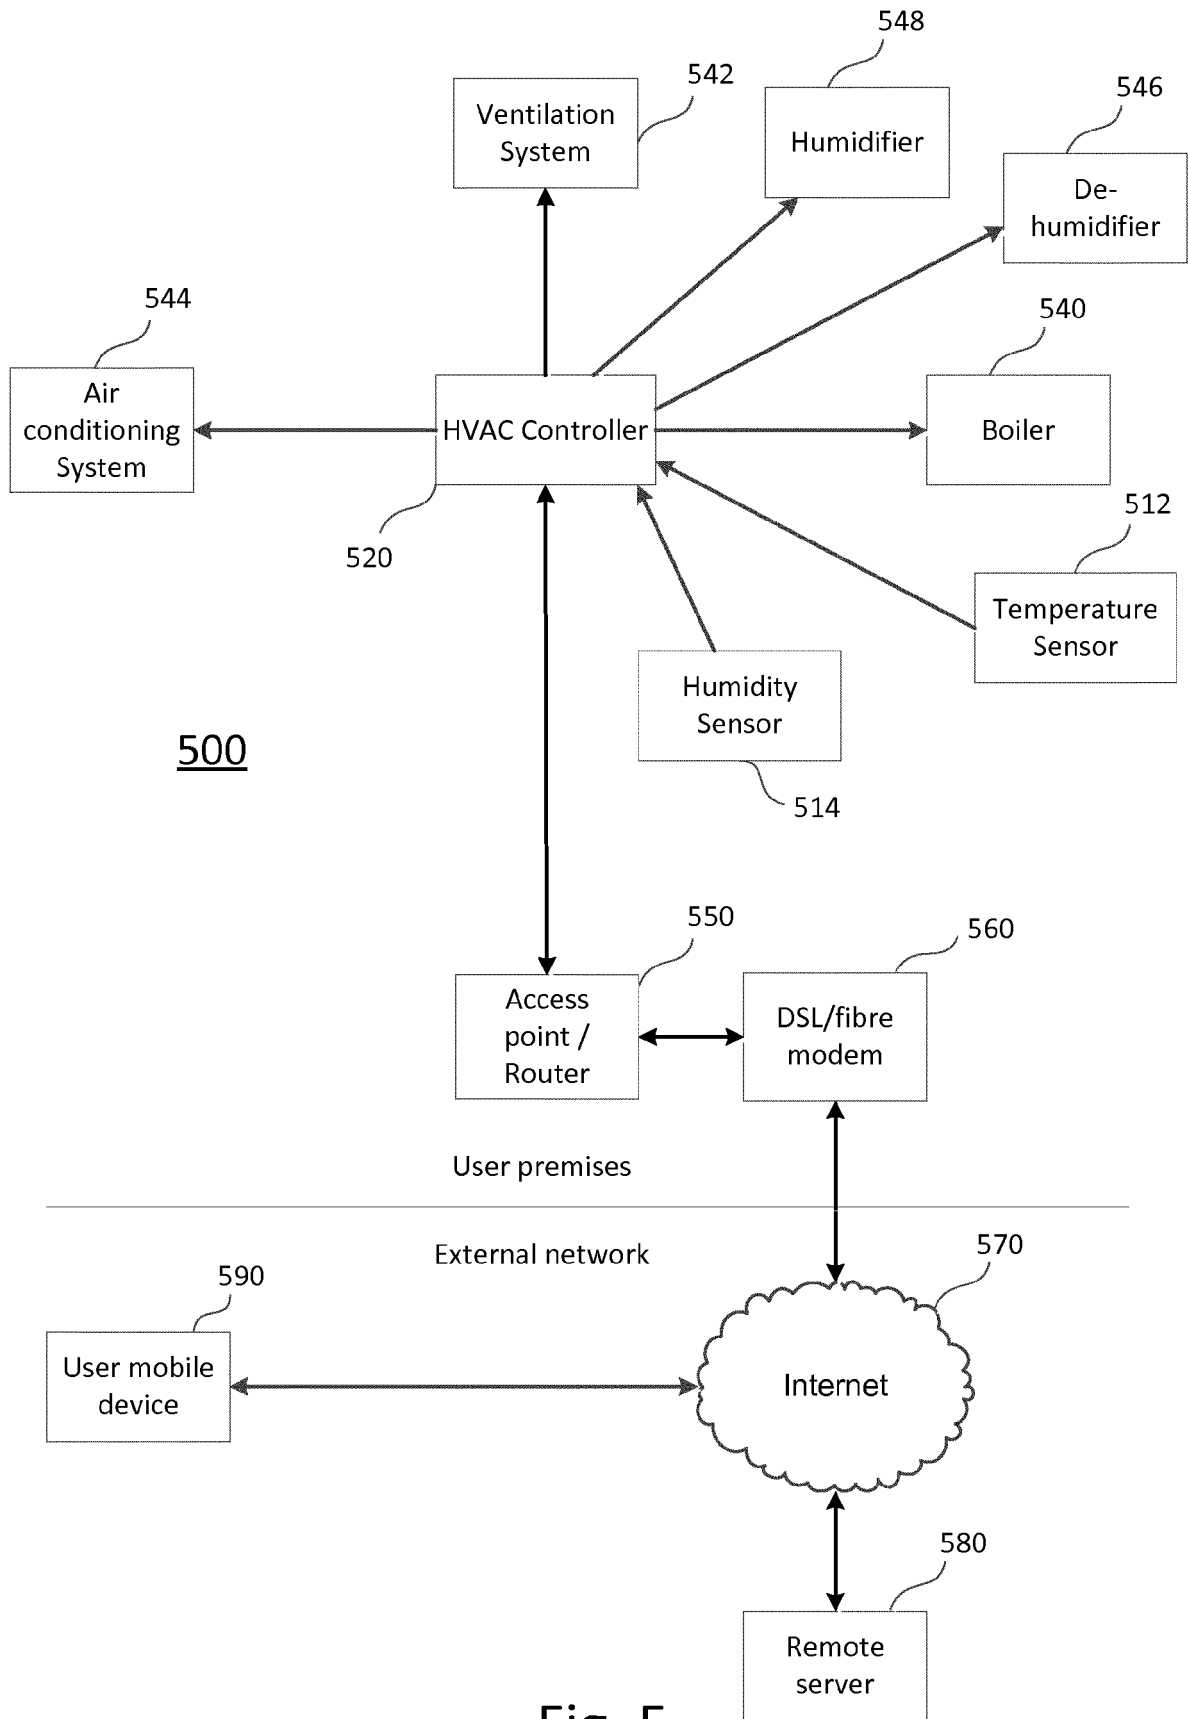 548
542
546
Ventilation
System
Humidifier
De-
humidifier
544
540
Air
conditioning
System
HVAC Controller
Boiler
520
512
Temperature
Sensor
Humidity
Sensor
500
514
550
560
Access
point /
Router
DSL/fibre
modem
User premises
External network
570
590
User mobile
device
Internet
580
Remote
server
Fig. 5